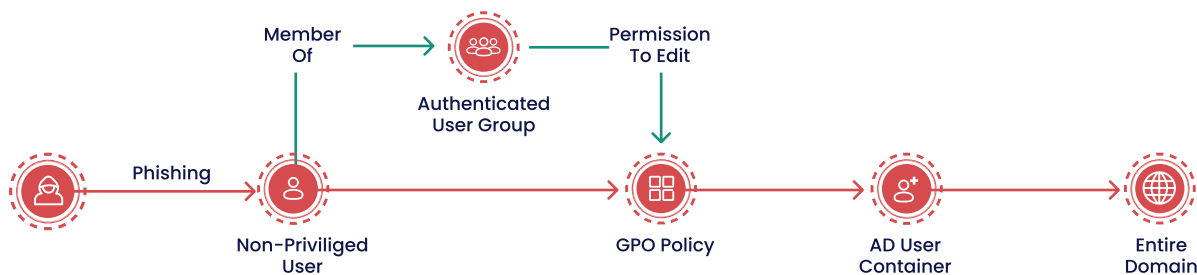 Member
Of
Permission
To Edit
Authenticated
User Group
Phishing
Non-Priviliged
User
GPO Policy
AD User
Container
Entire
Domain